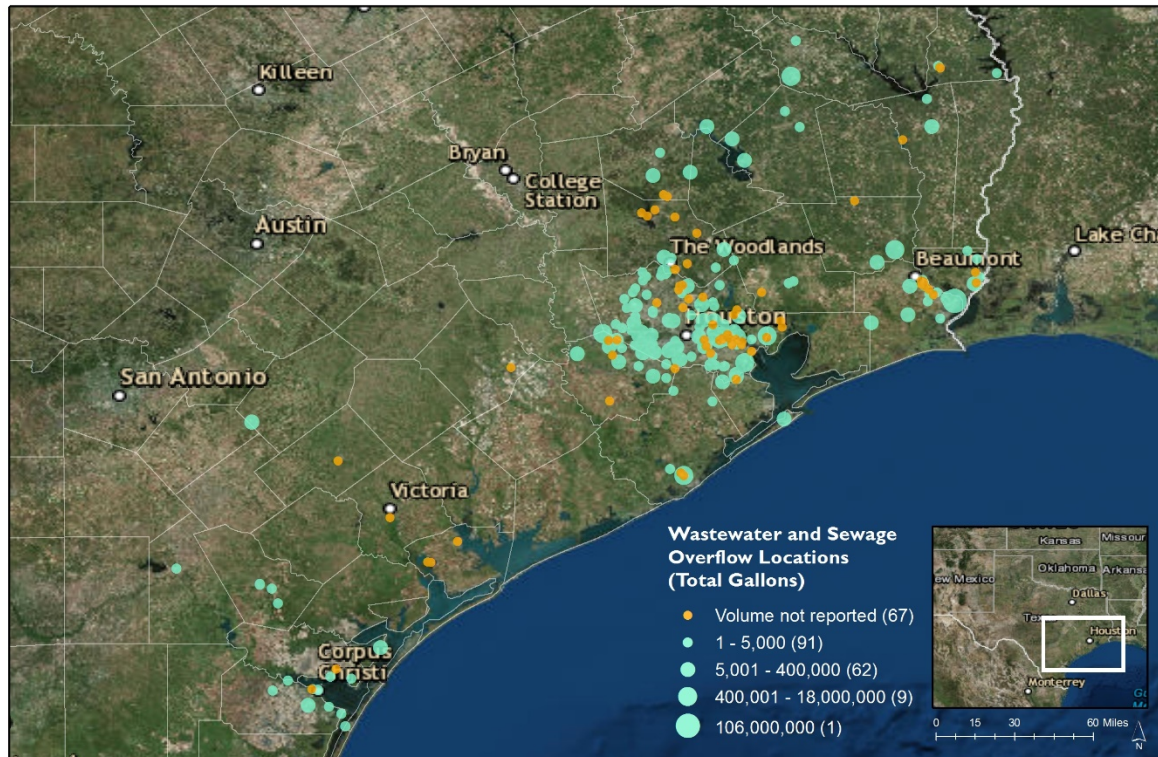 Killeen
Bryan
College
Station
Austin
The Woodlands
Lake Cha
Beaumont
Houston
San Antonio
Victoria
Corpus
Christi
Wastewater and Sewage
Overflow Locations
(Total Gallons)
Volume not reported (67)
1 - 5,000 (91)
5,001 - 400,000 (62)
400,001 - 18,000,000 (9)
106,000,000 (1)
Kansas
Missour
ew Mexico
Oklahoma
Arkansa
Dallas
Houston
Monterrey
Gu
0 15 30 60 Miles
N